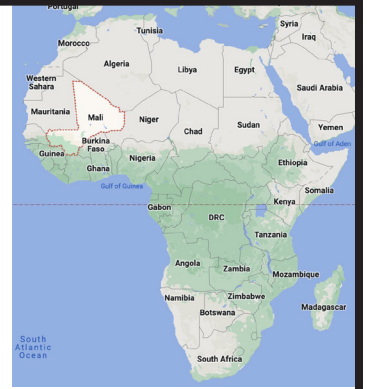 Portugal
Tunisia
Syria
Iraq
Morocco
Algeria
Libya
Egypt
Western
Sahara
Saudi Arabia
Mauritania
Mali
Niger
Chad
Sudan
Yemen
Gulf of Aden
Burkina
Faso
Guinea
Ghana
Nigeria
Ethiopia
Gulf of Guinea
Somalia
Gabon
Kenya
DRC
Tanzania
Angola
Zambia
Mozambique
Namibia
Zimbabwe
Botswana
Madagascar
South
Atlantic
Ocean
South Africa